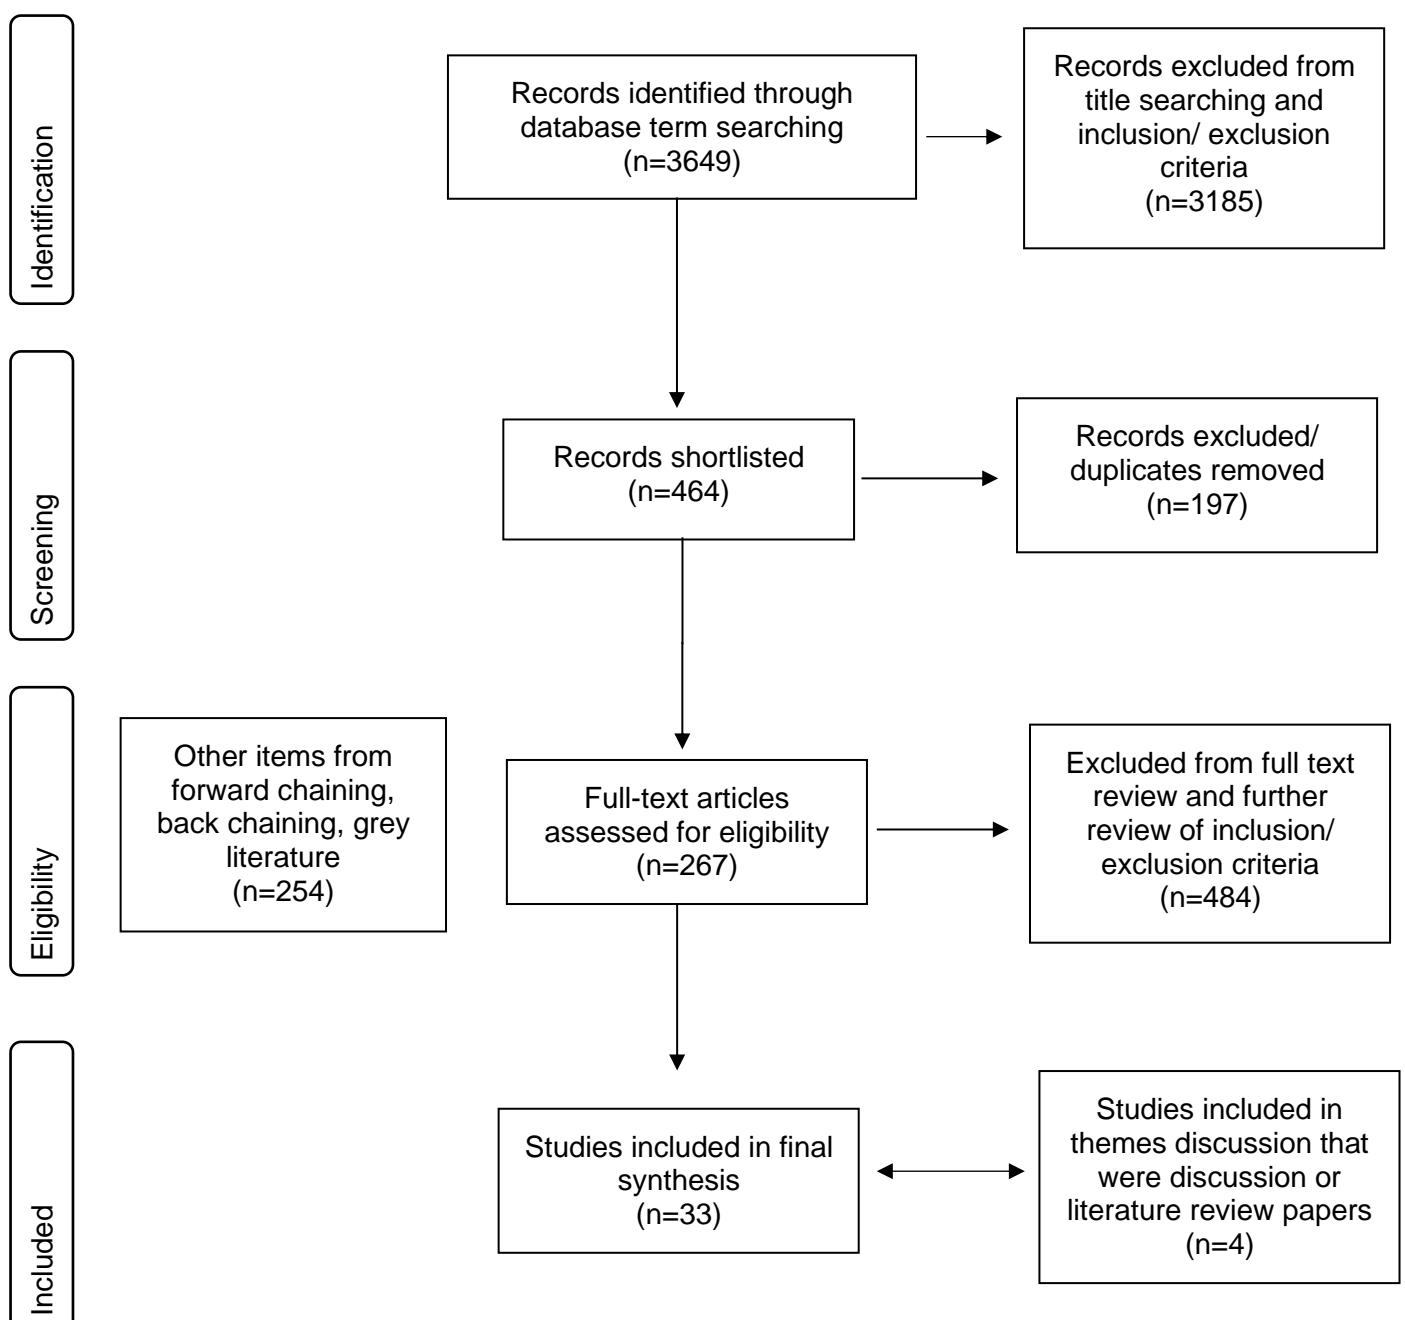 Identification
Records identified through
database term searching
(n=3649)
Records excluded from
title searching and
inclusion/ exclusion
criteria
(n=3185)
Screening
Records shortlisted
(n=464)
Records excluded/
duplicates removed
(n=197)
Eligibility
Other items from
forward chaining,
back chaining, grey
literature
(n=254)
Full-text articles
assessed for eligibility
(n=267)
Excluded from full text
review and further
review of inclusion/
exclusion criteria
(n=484)
Included
Studies included in final
synthesis
(n=33)
Studies included in
themes discussion that
were discussion or
literature review papers
(n=4)